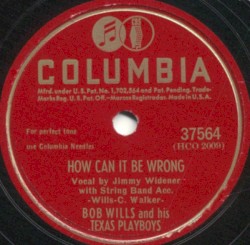 COLUMBIA
Mfd. under U.S. Pat. No. 1,702,564 and Pat. Pending. Trade-
Marks Reg. U.S. Pat. Off.-Marcas Registradas. Made in U.S.A.
For perfect tone
use Columbia Needles
37564
(HCO 2009)
HOW CAN IT BE WRONG
Vocal by Jimmy Widener
with String Band Acc.
-Wills-C. Walker-
BOB WILLS and his
TEXAS PLAYBOYS